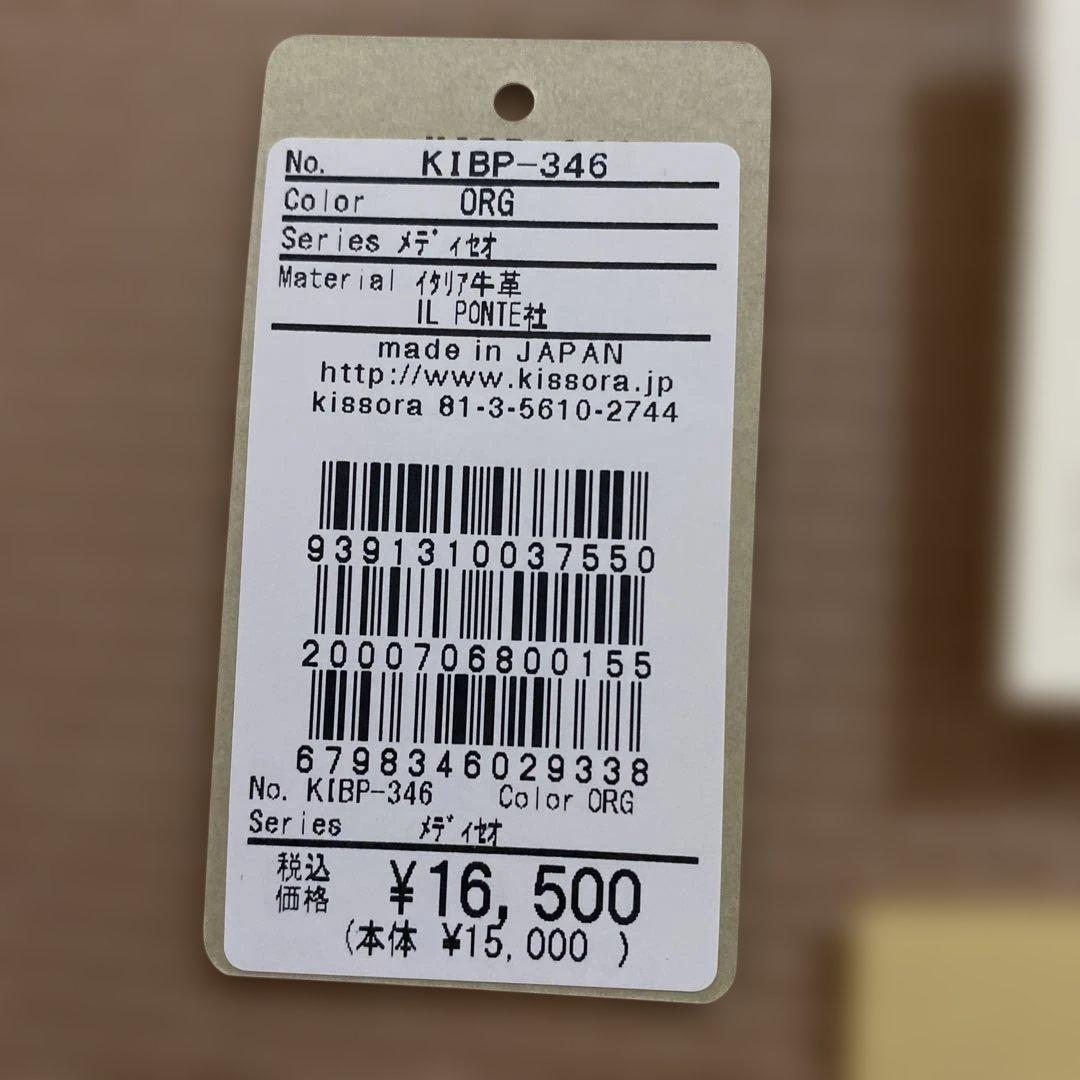 No. KIBP-346
Color ORG
Series ﾒﾃﾞｨｾｵ
Material ｲﾀﾘｱ牛革
IL PONTE社
made in JAPAN
http://www.kissora.jp
kissora 81-3-5610-2744
9391310037550
2000706800155
6798346029338
No. KIBP-346 Color ORG
Series ﾒﾃﾞｨｾｵ
税込
価格 ¥16,500
(本体 ¥15,000 )